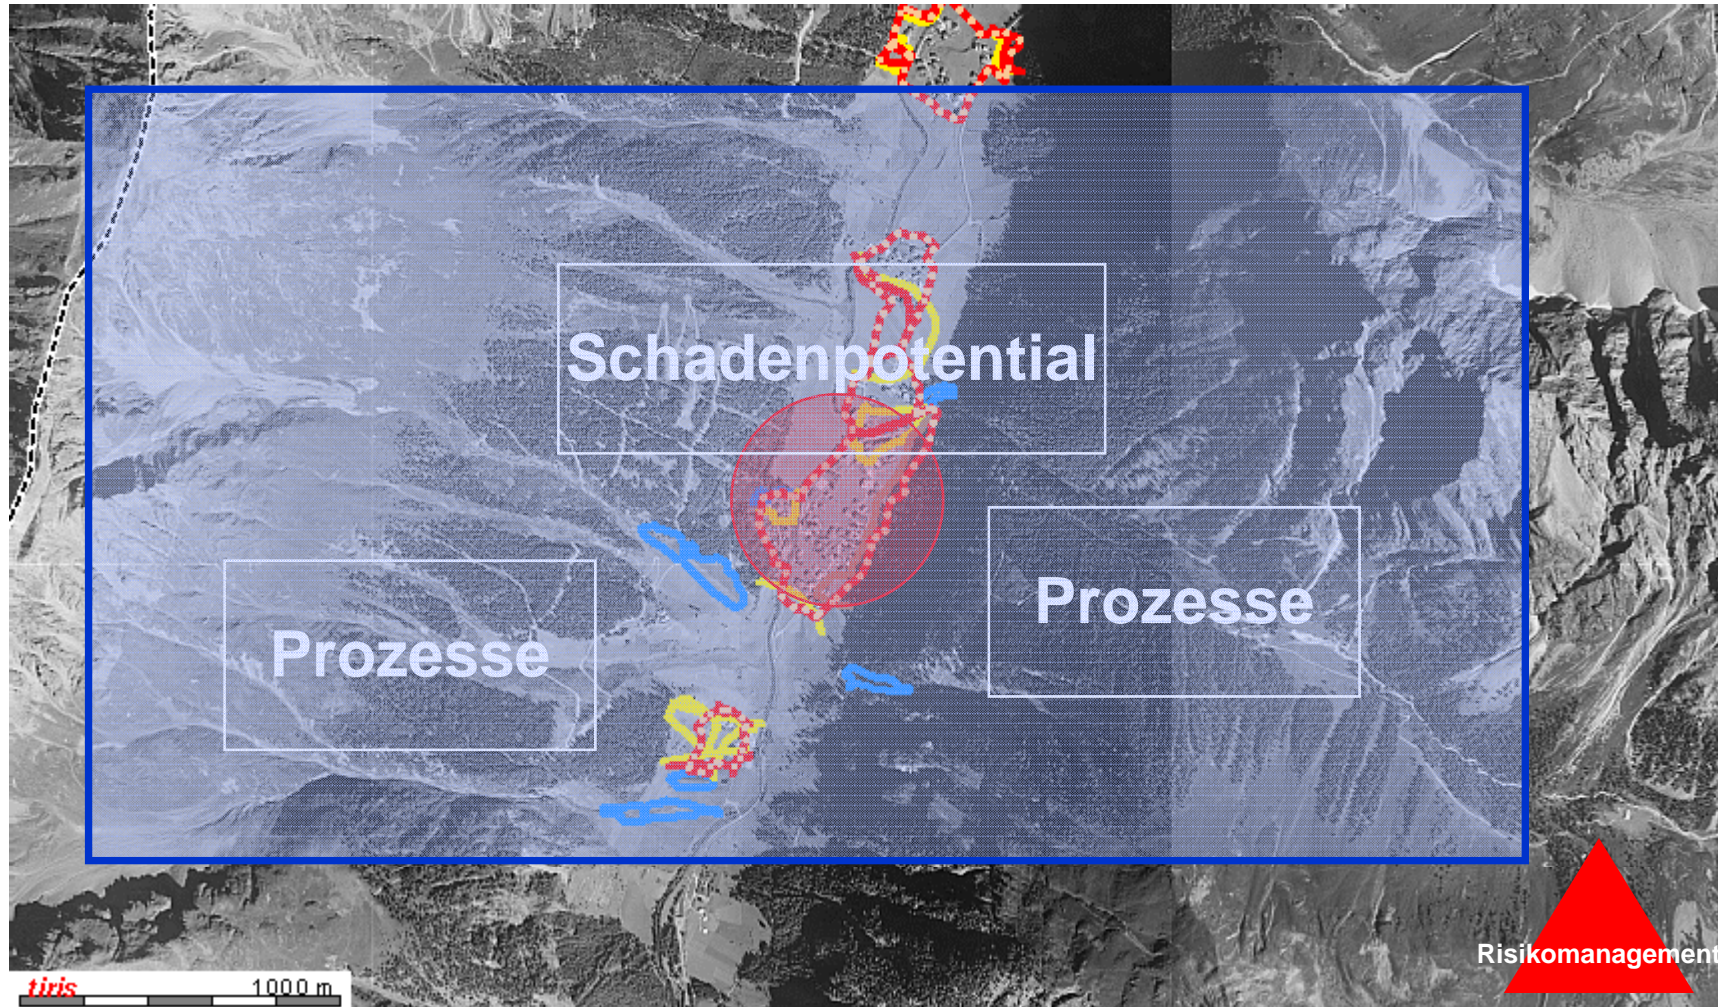 Schadenpotential
Prozesse
Prozesse
Risikomanagement
tiris 1000 m